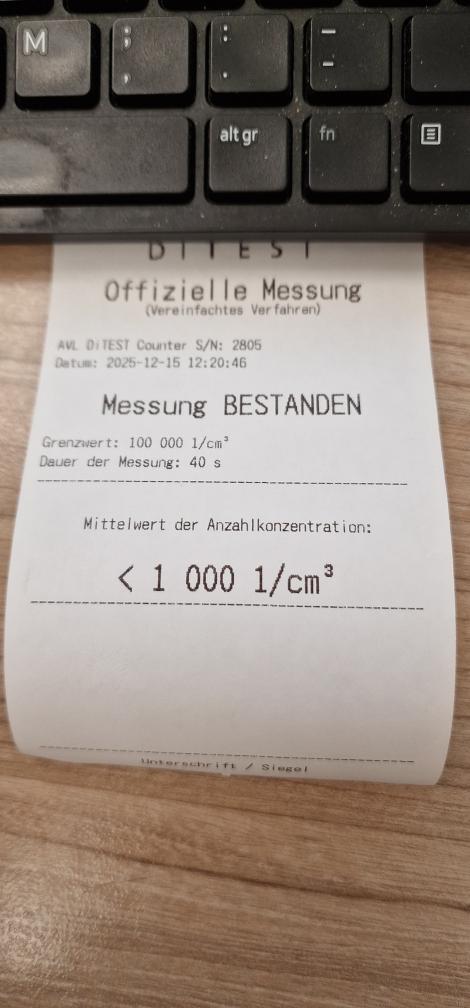 M
;
,
:
.
–
-
alt gr
fn
DiTEST
Offizielle Messung
(Vereinfachtes Verfahren)
AVL DiTEST Counter S/N: 2805
Datum: 2025-12-15 12:20:46
Messung BESTANDEN
Grenzwert: 100 000 1/cm³
Dauer der Messung: 40 s
Mittelwert der Anzahlkonzentration:
< 1 000 1/cm³
Unterschrift / Siegel